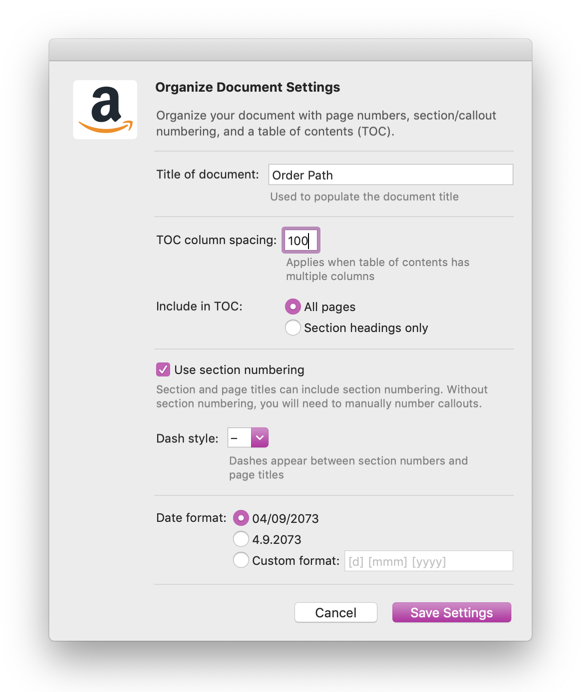 a
Organize Document Settings
Organize your document with page numbers, section/callout
numbering, and a table of contents (TOC).
Title of document: Order Path
Used to populate the document title
TOC column spacing: 100
Applies when table of contents has
multiple columns
Include in TOC: All pages
Section headings only
Use section numbering
Section and page titles can include section numbering. Without
section numbering, you will need to manually number callouts.
Dash style: –
Dashes appear between section numbers and
page titles
Date format: 04/09/2073
4.9.2073
Custom format: [d] [mmm] [yyyy]
Cancel Save Settings